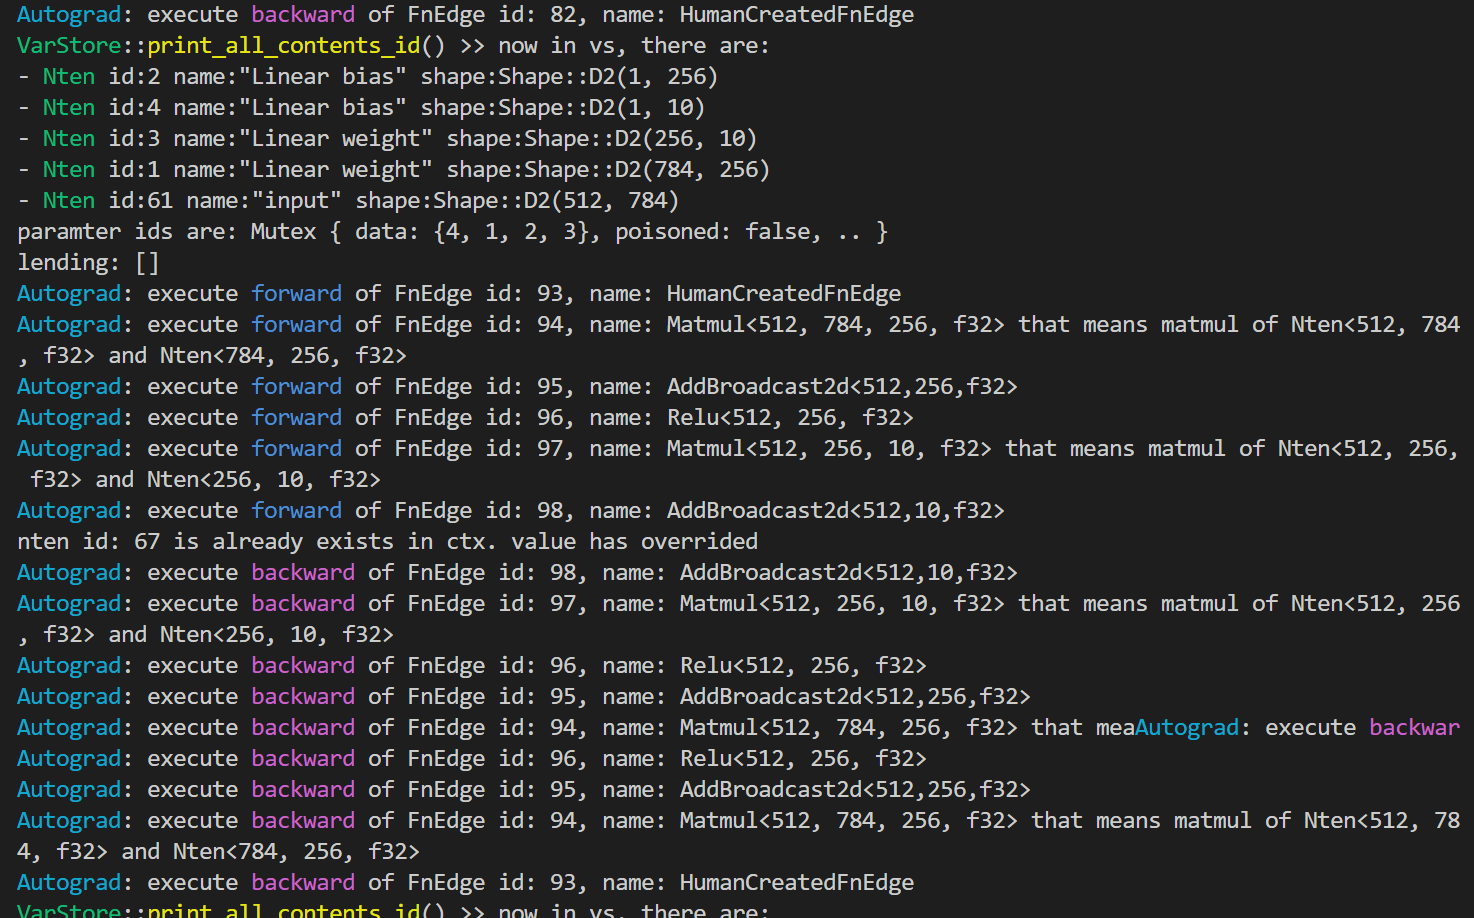 Autograd: execute backward of FnEdge id: 82, name: HumanCreatedFnEdge
VarStore::print_all_contents_id() >> now in vs, there are:
- Nten id:2 name:"Linear bias" shape:Shape::D2(1, 256)
- Nten id:4 name:"Linear bias" shape:Shape::D2(1, 10)
- Nten id:3 name:"Linear weight" shape:Shape::D2(256, 10)
- Nten id:1 name:"Linear weight" shape:Shape::D2(784, 256)
- Nten id:61 name:"input" shape:Shape::D2(512, 784)
paramter ids are: Mutex { data: {4, 1, 2, 3}, poisoned: false, .. }
lending: []
Autograd: execute forward of FnEdge id: 93, name: HumanCreatedFnEdge
Autograd: execute forward of FnEdge id: 94, name: Matmul<512, 784, 256, f32> that means matmul of Nten<512, 784
, f32> and Nten<784, 256, f32>
Autograd: execute forward of FnEdge id: 95, name: AddBroadcast2d<512,256,f32>
Autograd: execute forward of FnEdge id: 96, name: Relu<512, 256, f32>
Autograd: execute forward of FnEdge id: 97, name: Matmul<512, 256, 10, f32> that means matmul of Nten<512, 256,
 f32> and Nten<256, 10, f32>
Autograd: execute forward of FnEdge id: 98, name: AddBroadcast2d<512,10,f32>
nten id: 67 is already exists in ctx. value has overrided
Autograd: execute backward of FnEdge id: 98, name: AddBroadcast2d<512,10,f32>
Autograd: execute backward of FnEdge id: 97, name: Matmul<512, 256, 10, f32> that means matmul of Nten<512, 256
, f32> and Nten<256, 10, f32>
Autograd: execute backward of FnEdge id: 96, name: Relu<512, 256, f32>
Autograd: execute backward of FnEdge id: 95, name: AddBroadcast2d<512,256,f32>
Autograd: execute backward of FnEdge id: 94, name: Matmul<512, 784, 256, f32> that meaAutograd: execute backwar
Autograd: execute backward of FnEdge id: 96, name: Relu<512, 256, f32>
Autograd: execute backward of FnEdge id: 95, name: AddBroadcast2d<512,256,f32>
Autograd: execute backward of FnEdge id: 94, name: Matmul<512, 784, 256, f32> that means matmul of Nten<512, 78
4, f32> and Nten<784, 256, f32>
Autograd: execute backward of FnEdge id: 93, name: HumanCreatedFnEdge
VarStore::print_all_contents_id() >> now in vs, there are: